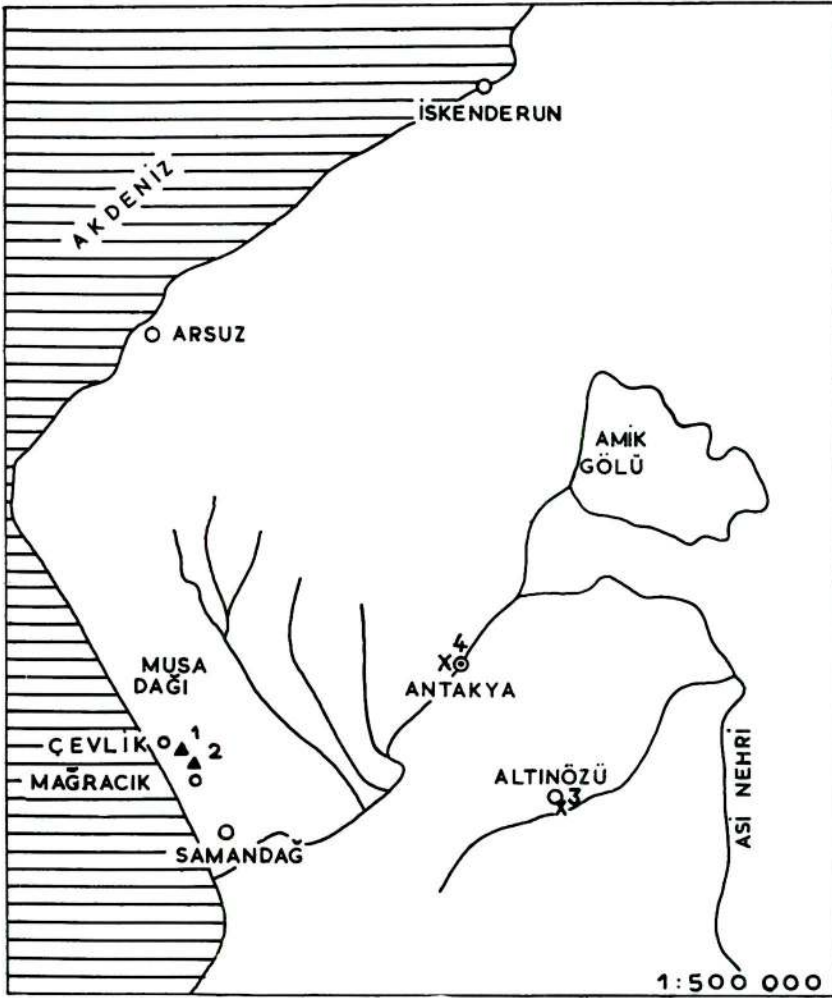 İSKENDERUN
AKDENİZ
ARSUZ
AMİK
GÖLÜ
4
X
ANTAKYA
MUSA
DAĞI
ÇEVLİK
1
2
MAĞRACIK
ALTINÖZÜ
3
X
SAMANDAĞ
ASİ NEHRİ
1:500 000